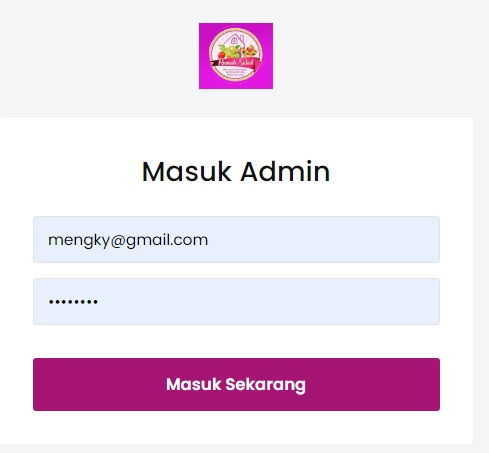 Masuk Admin
mengky@gmail.com
••••••••
Masuk Sekarang